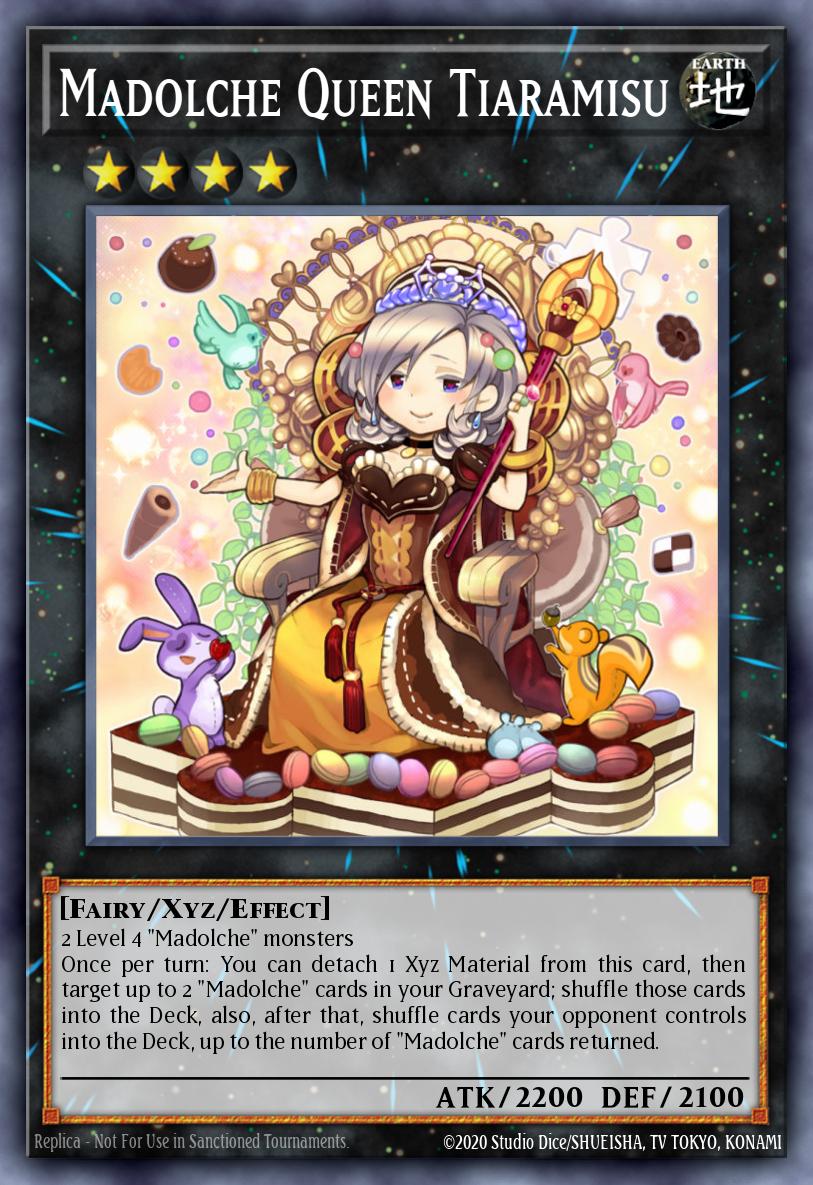 Madolche Queen Tiaramisu
EARTH
地
[Fairy/Xyz/Effect]
2 Level 4 "Madolche" monsters
Once per turn: You can detach 1 Xyz Material from this card, then
target up to 2 "Madolche" cards in your Graveyard; shuffle those cards
into the Deck, also, after that, shuffle cards your opponent controls
into the Deck, up to the number of "Madolche" cards returned.
ATK/2200 DEF/2100
Replica - Not For Use in Sanctioned Tournaments.
©2020 Studio Dice/SHUEISHA, TV TOKYO, KONAMI